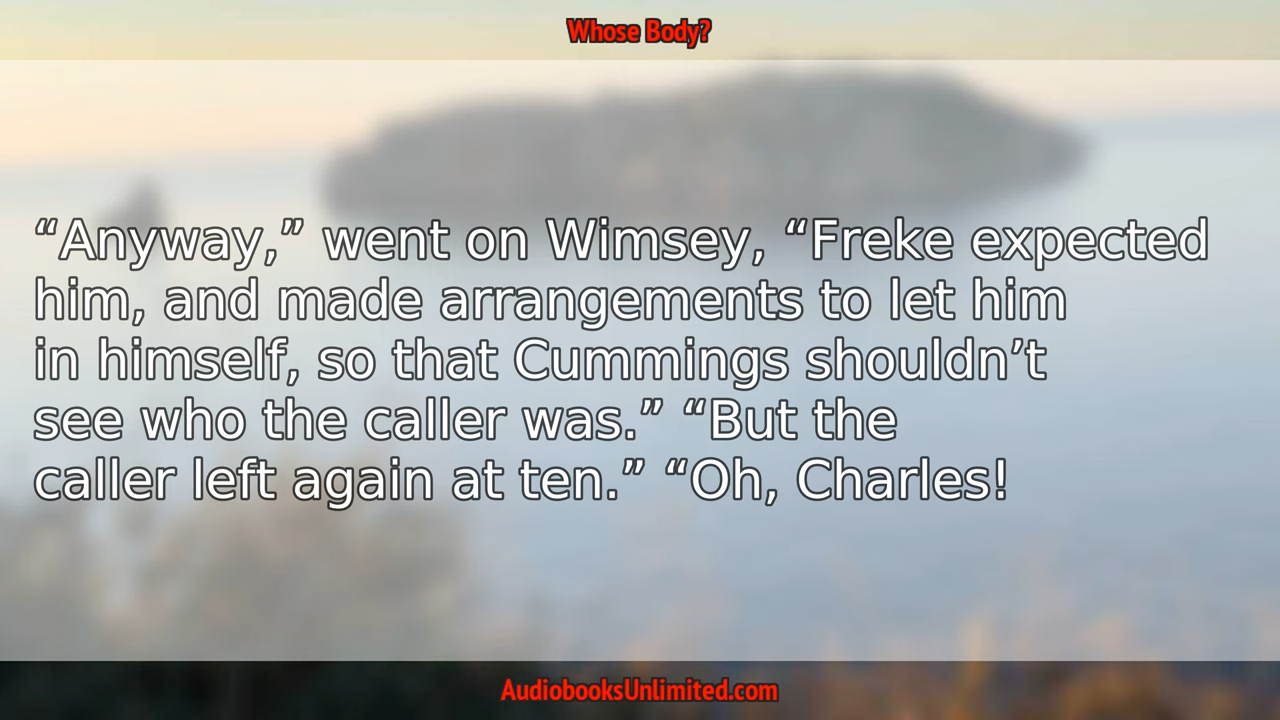 Whose Body?
“Anyway,” went on Wimsey, “Freke expected
him, and made arrangements to let him
in himself, so that Cummings shouldn’t
see who the caller was.” “But the
caller left again at ten.” “Oh, Charles!
AudiobooksUnlimited.com